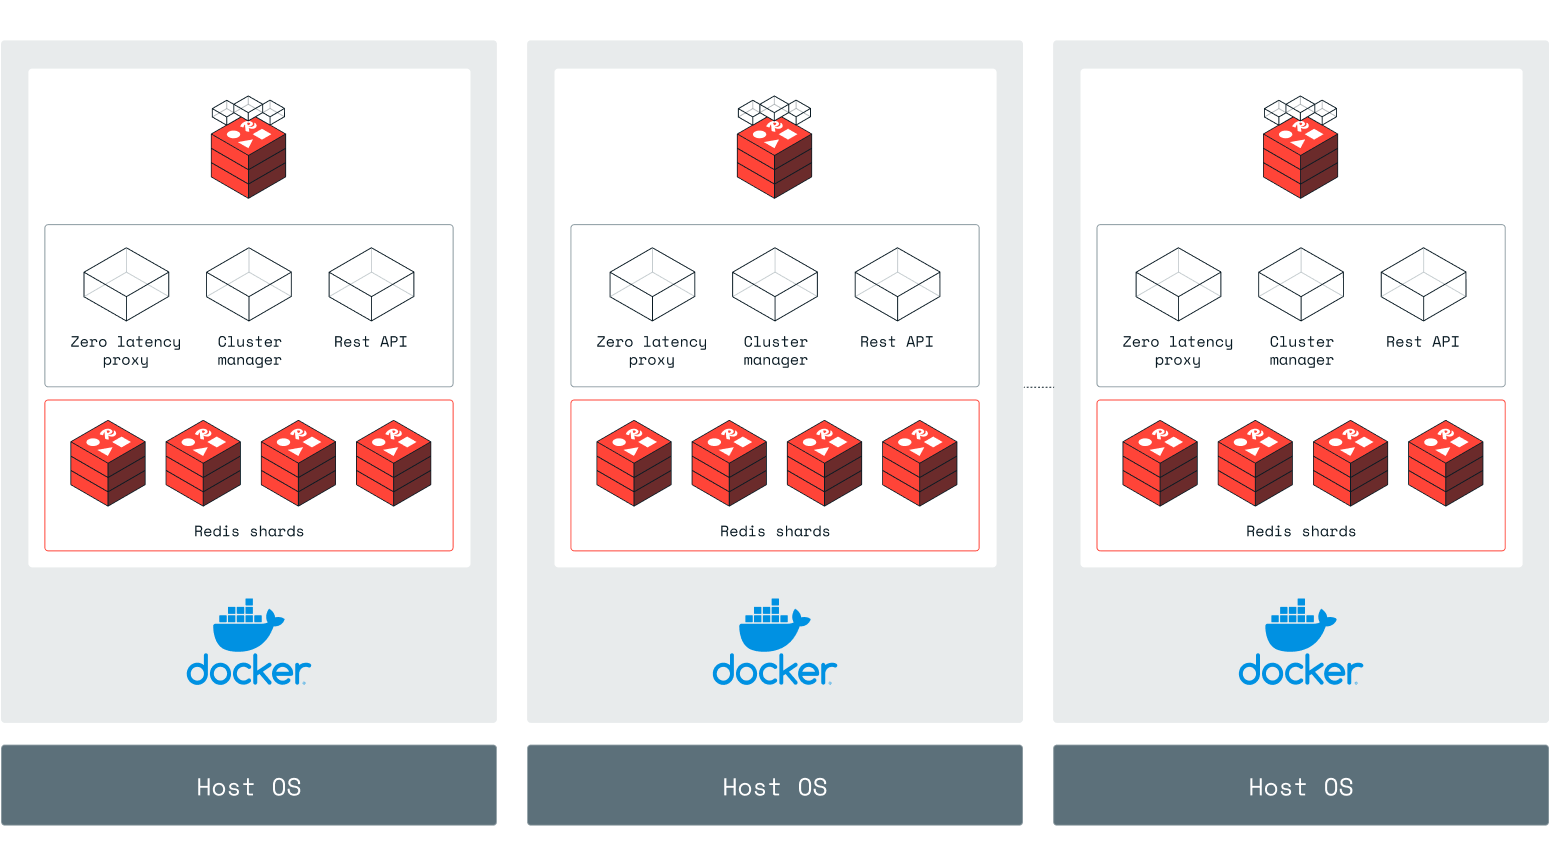 Zero latency
proxy
Cluster
manager
Rest API
Redis shards
docker
Host OS
Zero latency
proxy
Cluster
manager
Rest API
Redis shards
docker
Host OS
Zero latency
proxy
Cluster
manager
Rest API
Redis shards
docker
Host OS